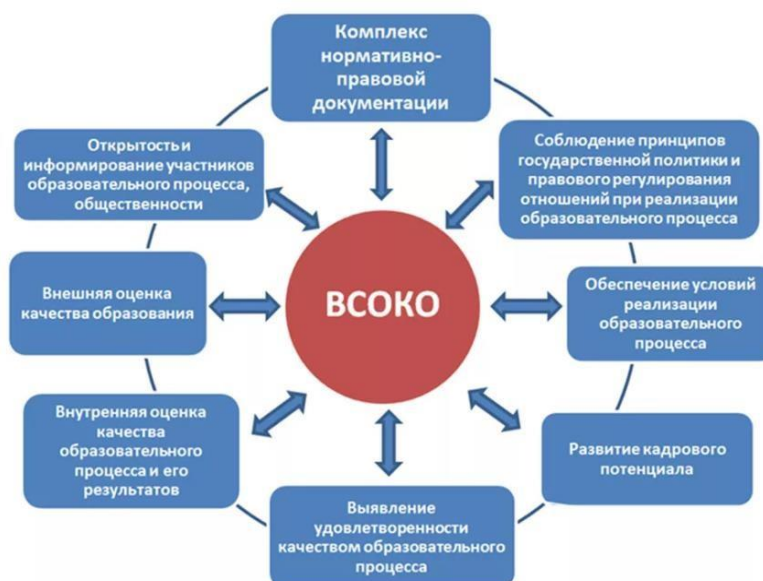 Комплекс
нормативно-
правовой
документации
Открытость и
информирование участников
образовательного процесса,
общественности
Соблюдение принципов
государственной политики и
правового регулирования
отношений при реализации
образовательного процесса
Внешняя оценка
качества образования
ВСОКО
Обеспечение условий
реализации
образовательного
процесса
Внутренняя оценка
качества
образовательного
процесса и его
результатов
Развитие кадрового
потенциала
Выявление
удовлетворенности
качеством образовательного
процесса